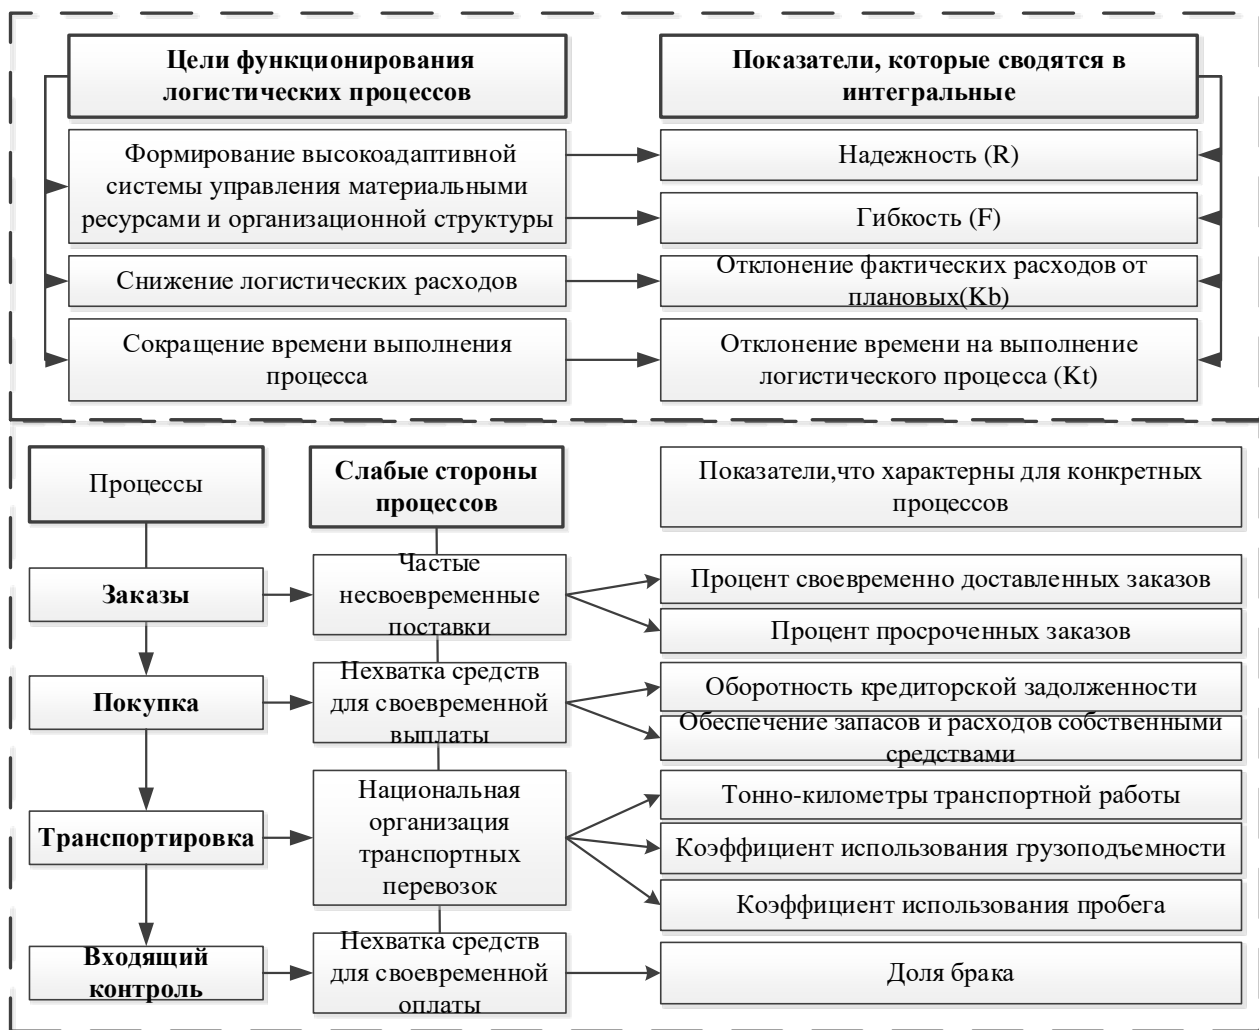 Цели функционирования
логистических процессов
Показатели, которые сводятся в
интегральные
Формирование высокоадаптивной
системы управления материальными
ресурсами и организационной структуры
Надежность (R)
Гибкость (F)
Снижение логистических расходов
Отклонение фактических расходов от
плановых(Kb)
Сокращение времени выполнения
процесса
Отклонение времени на выполнение
логистического процесса (Kt)
Процессы
Слабые стороны
процессов
Показатели,что характерны для конкретных
процессов
Заказы
Частые
несвоевременные
поставки
Процент своевременно доставленных заказов
Процент просроченных заказов
Покупка
Нехватка средств
для своевременной
выплаты
Оборотность кредиторской задолженности
Обеспечение запасов и расходов собственными
средствами
Транспортировка
Национальная
организация
транспортных
перевозок
Тонно-километры транспортной работы
Коэффициент использования грузоподъемности
Коэффициент использования пробега
Входящий
контроль
Нехватка средств
для своевременной
оплаты
Доля брака